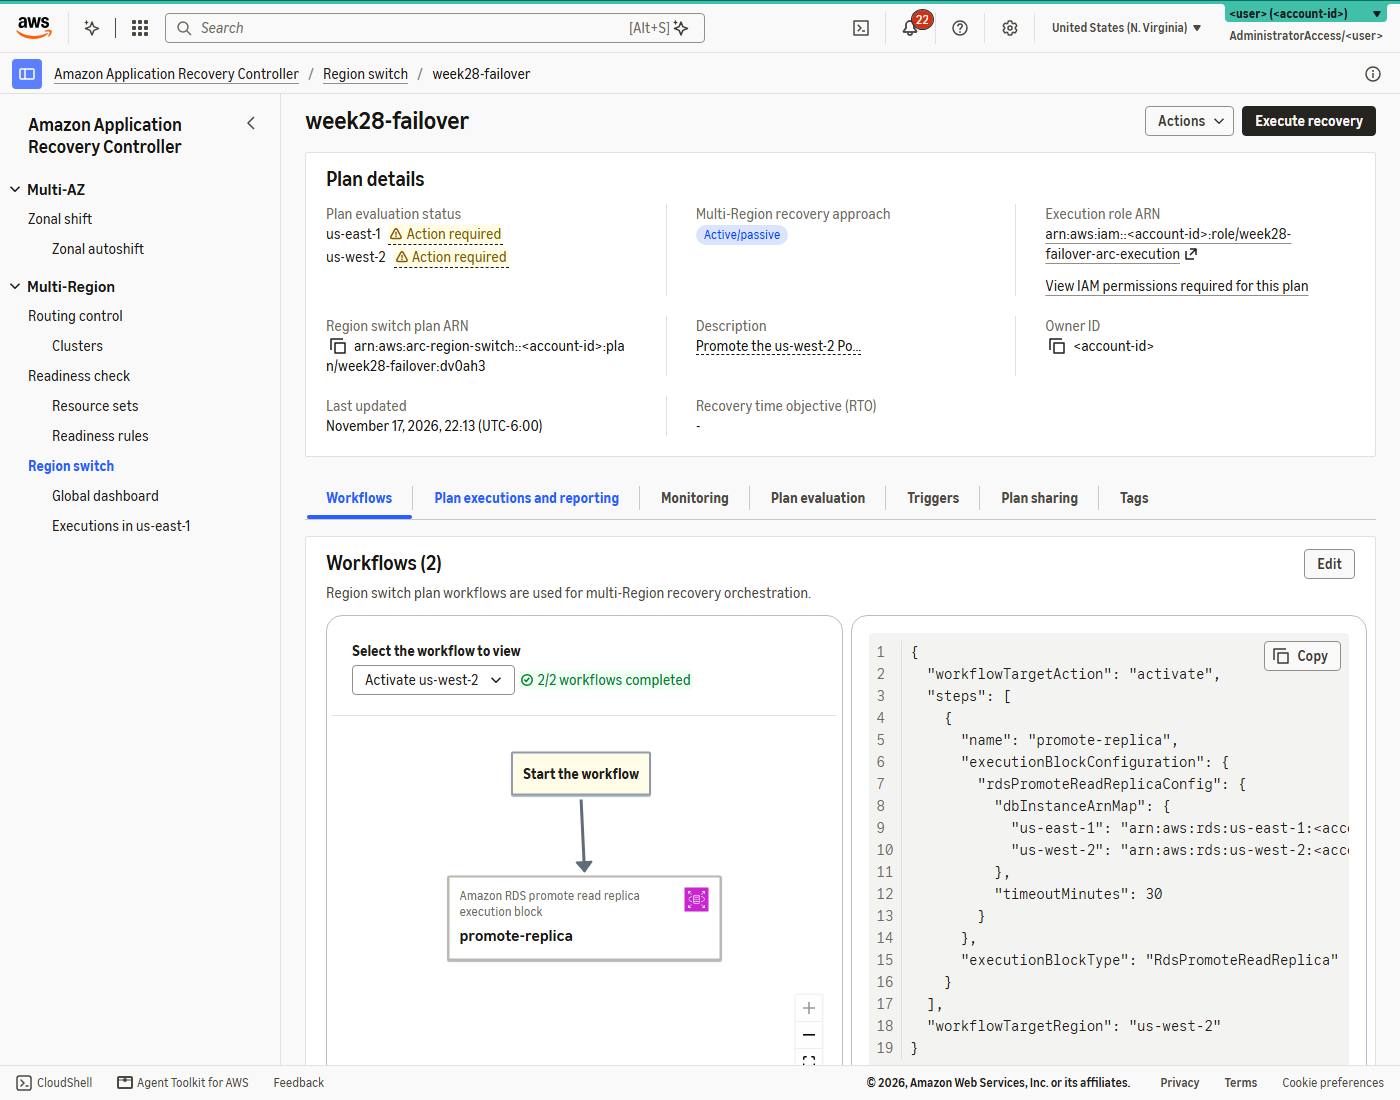 aws
Search
[Alt+S]
22
United States (N. Virginia)
<user> (<account-id>)
AdministratorAccess/<user>
Amazon Application Recovery Controller / Region switch / week28-failover
Amazon Application
Recovery Controller
Multi-AZ
Zonal shift
Zonal autoshift
Multi-Region
Routing control
Clusters
Readiness check
Resource sets
Readiness rules
Region switch
Global dashboard
Executions in us-east-1
week28-failover
Actions
Execute recovery
Plan details
Plan evaluation status
us-east-1 Action required
us-west-2 Action required
Multi-Region recovery approach
Active/passive
Execution role ARN
arn:aws:iam::<account-id>:role/week28-
failover-arc-execution
View IAM permissions required for this plan
Region switch plan ARN
arn:aws:arc-region-switch::<account-id>:pla
n/week28-failover:dv0ah3
Description
Promote the us-west-2 Po...
Owner ID
<account-id>
Last updated
November 17, 2026, 22:13 (UTC-6:00)
Recovery time objective (RTO)
-
Workflows
Plan executions and reporting
Monitoring
Plan evaluation
Triggers
Plan sharing
Tags
Workflows (2)
Edit
Region switch plan workflows are used for multi-Region recovery orchestration.
Select the workflow to view
Activate us-west-2
2/2 workflows completed
Start the workflow
Amazon RDS promote read replica
execution block
promote-replica
Copy
1 {
2 "workflowTargetAction": "activate",
3 "steps": [
4 {
5 "name": "promote-replica",
6 "executionBlockConfiguration": {
7 "rdsPromoteReadReplicaConfig": {
8 "dbInstanceArnMap": {
9 "us-east-1": "arn:aws:rds:us-east-1:<acc
10 "us-west-2": "arn:aws:rds:us-west-2:<acc
11 },
12 "timeoutMinutes": 30
13 }
14 },
15 "executionBlockType": "RdsPromoteReadReplica"
16 }
17 ],
18 "workflowTargetRegion": "us-west-2"
19 }
CloudShell
Agent Toolkit for AWS
Feedback
© 2026, Amazon Web Services, Inc. or its affiliates.
Privacy
Terms
Cookie preferences